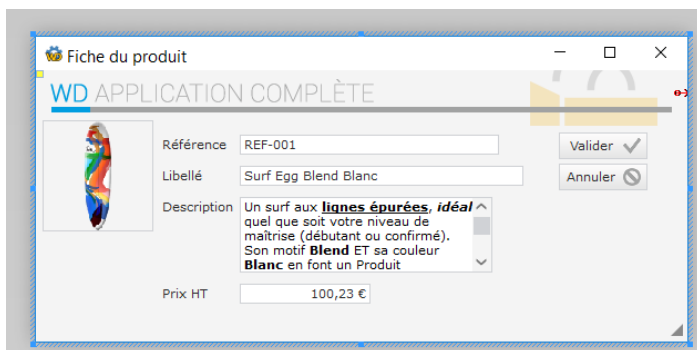 Fiche du produit
WD APPLICATION COMPLÈTE
Référence REF-001 Valider
Libellé Surf Egg Blend Blanc Annuler
Description Un surf aux lignes épurées, idéal
quel que soit votre niveau de
maîtrise (débutant ou confirmé).
Son motif Blend ET sa couleur
Blanc en font un Produit
Prix HT 100,23 €